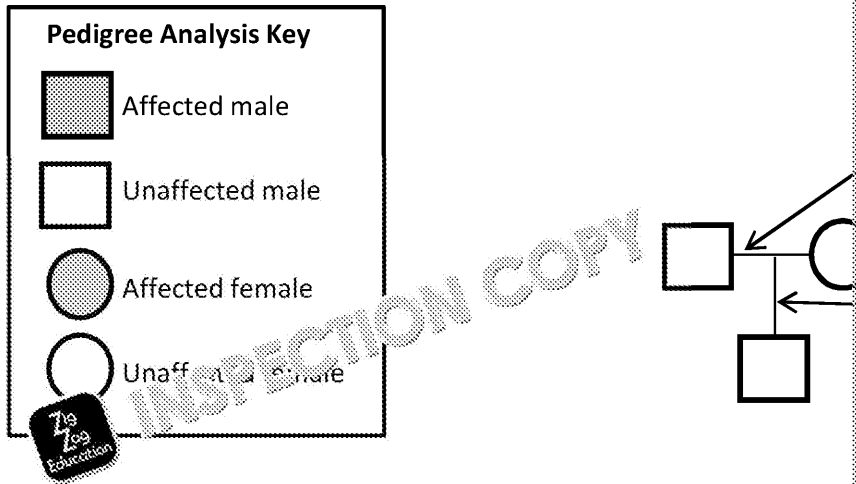 Pedigree Analysis Key
Affected male
Unaffected male
Affected female
INSPECTION COPY
Zig
Zag
Education